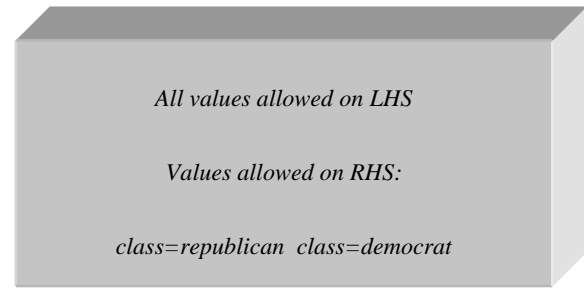 All values allowed on LHS
Values allowed on RHS:
class=republican class=democrat